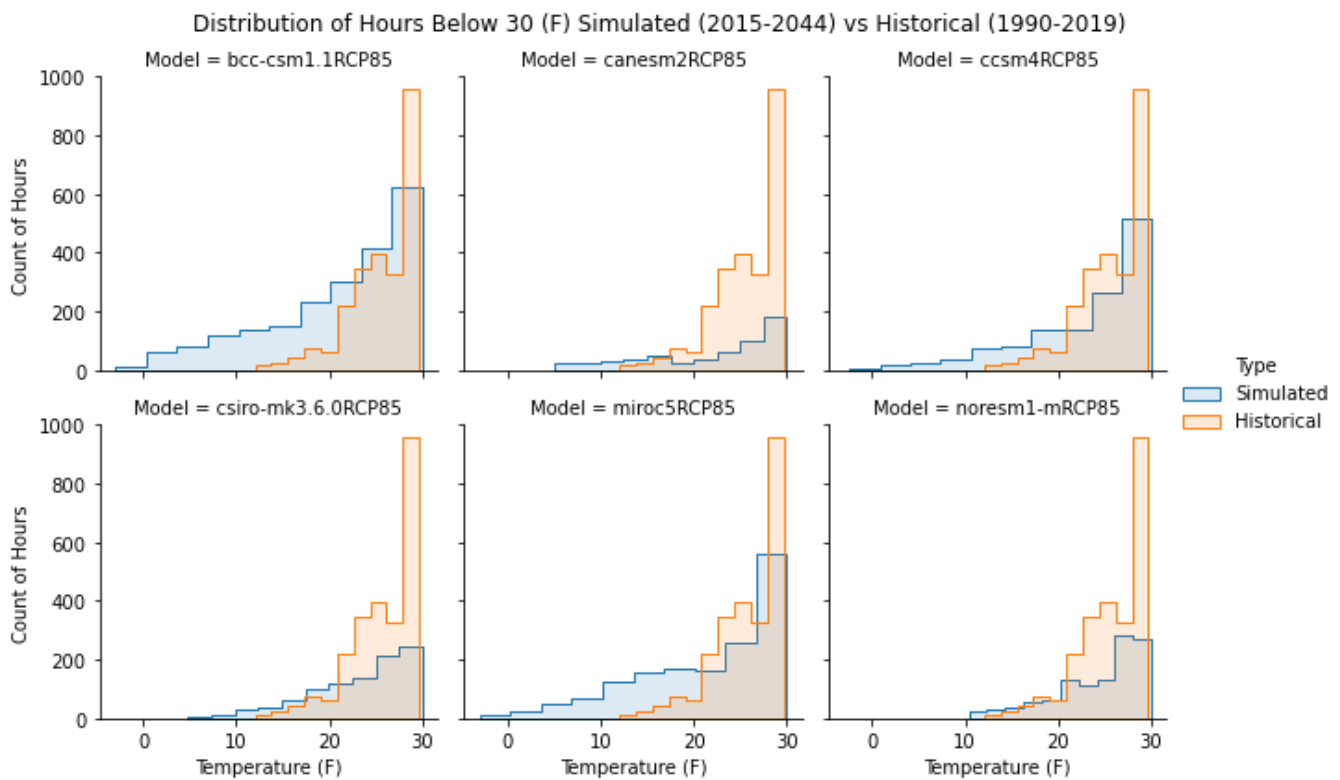 Distribution of Hours Below 30 (F) Simulated (2015-2044) vs Historical (1990-2019)
Model = bcc-csm1.1RCP85
Model = canesm2RCP85
Model = ccsm4RCP85
1000
800
600
400
200
0
Count of Hours
Type
Simulated
Historical
Model = csiro-mk3.6.0RCP85
Model = miroc5RCP85
Model = noresm1-mRCP85
1000
800
600
400
200
0
Count of Hours
0 10 20 30
0 10 20 30
0 10 20 30
Temperature (F)
Temperature (F)
Temperature (F)